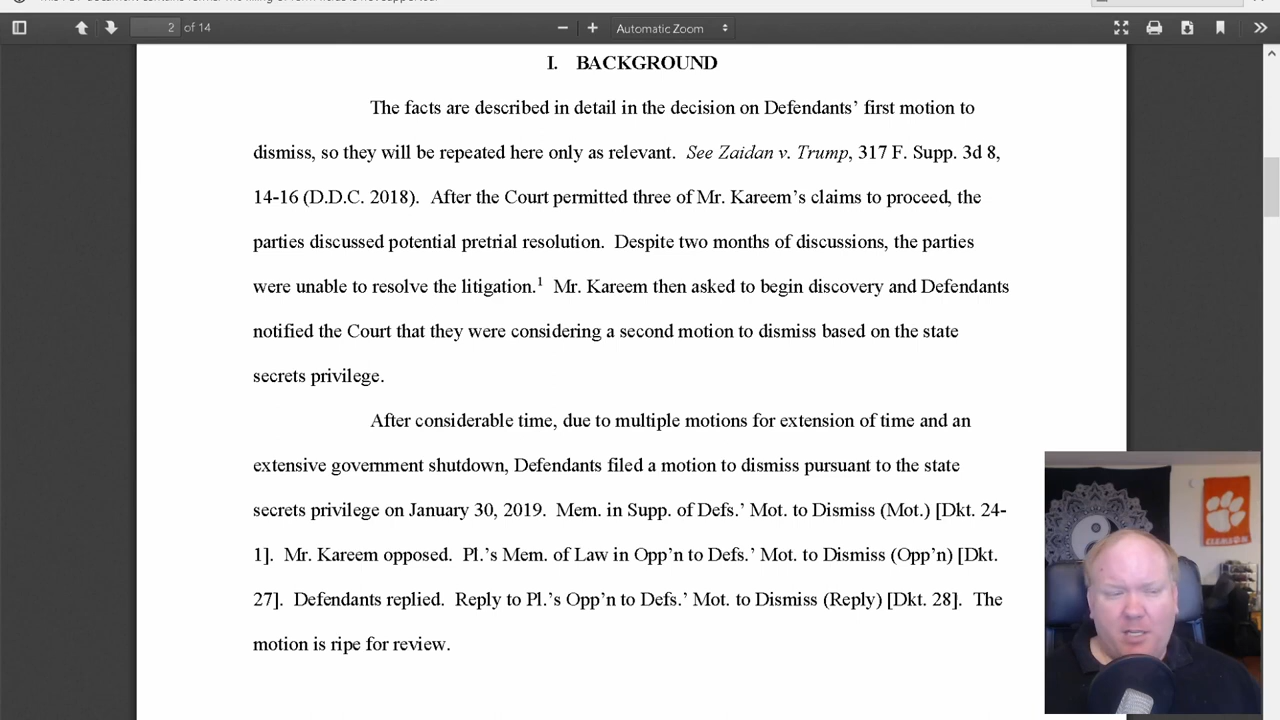 2 of 14
Automatic Zoom
I. BACKGROUND
The facts are described in detail in the decision on Defendants’ first motion to
dismiss, so they will be repeated here only as relevant. See Zaidan v. Trump, 317 F. Supp. 3d 8,
14-16 (D.D.C. 2018). After the Court permitted three of Mr. Kareem’s claims to proceed, the
parties discussed potential pretrial resolution. Despite two months of discussions, the parties
were unable to resolve the litigation.1 Mr. Kareem then asked to begin discovery and Defendants
notified the Court that they were considering a second motion to dismiss based on the state
secrets privilege.
After considerable time, due to multiple motions for extension of time and an
extensive government shutdown, Defendants filed a motion to dismiss pursuant to the state
secrets privilege on January 30, 2019. Mem. in Supp. of Defs.’ Mot. to Dismiss (Mot.) [Dkt. 24-
1]. Mr. Kareem opposed. Pl.’s Mem. of Law in Opp’n to Defs.’ Mot. to Dismiss (Opp’n) [Dkt.
27]. Defendants replied. Reply to Pl.’s Opp’n to Defs.’ Mot. to Dismiss (Reply) [Dkt. 28]. The
motion is ripe for review.
CLEMSON